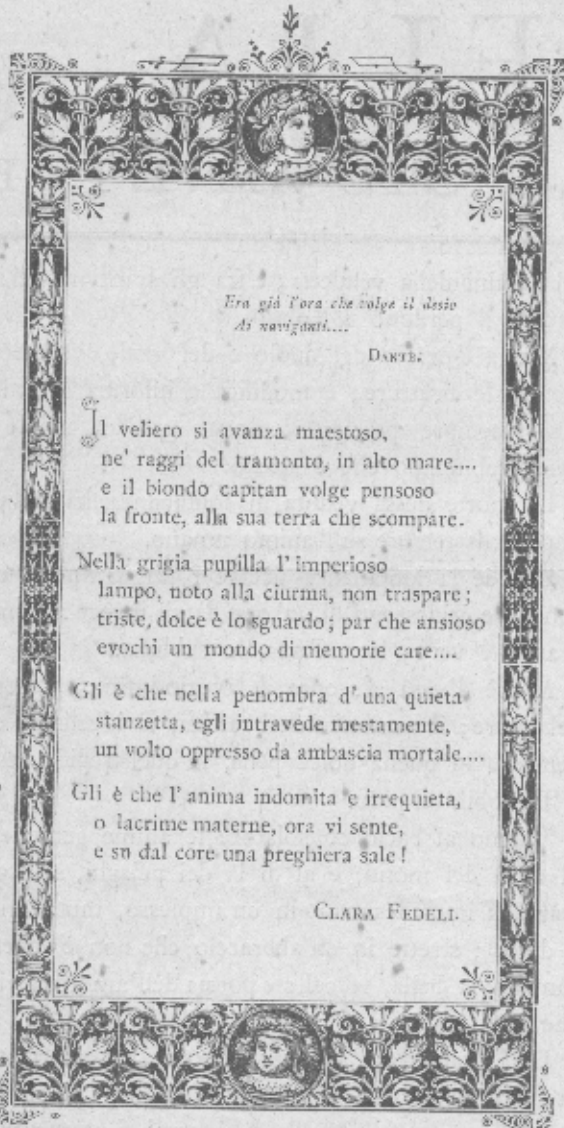 Era già l'ora che volge il desio
Ai naviganti....
DANTE.
Il veliero si avanza maestoso,
ne' raggi del tramonto, in alto mare....
e il biondo capitan volge pensoso
la fronte, alla sua terra che scompare.
Nella grigia pupilla l'imperioso
lampo, noto alla ciurma, non traspare;
triste, dolce è lo sguardo; par che ansioso
evochi un mondo di memorie care....
Gli è che nella penombra d'una quieta
stanzetta, egli intravede mestamente,
un volto oppresso da ambascia mortale....
Gli è che l'anima indomita e irrequieta,
o lacrime materne, ora vi sente,
e su dal core una preghiera sale!
CLARA FEDELI.